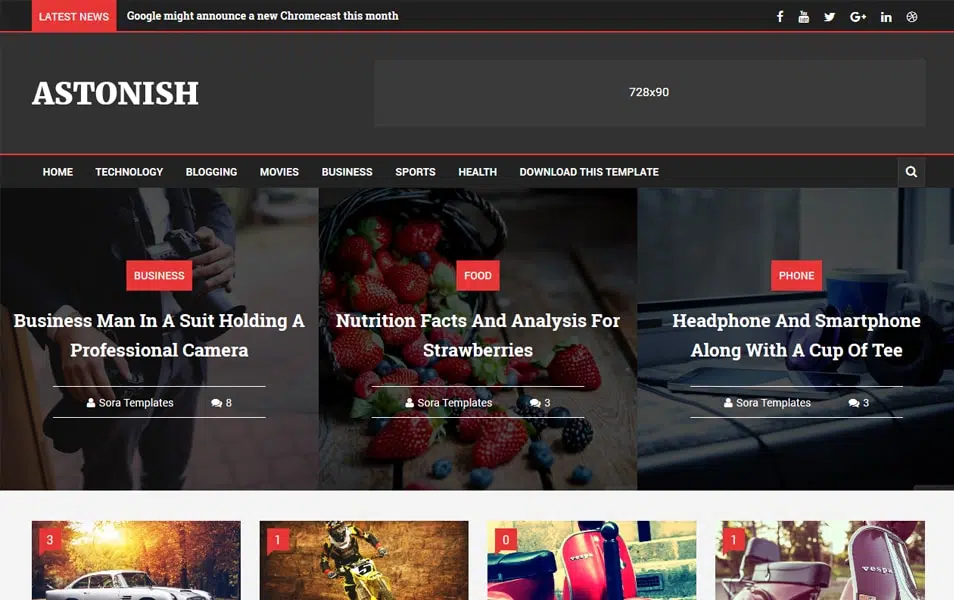 LATEST NEWS Google might announce a new Chromecast this month
ASTONISH
728x90
HOME TECHNOLOGY BLOGGING MOVIES BUSINESS SPORTS HEALTH DOWNLOAD THIS TEMPLATE
BUSINESS
Business Man In A Suit Holding A
Professional Camera
Sora Templates 8
FOOD
Nutrition Facts And Analysis For
Strawberries
Sora Templates 3
PHONE
Headphone And Smartphone
Along With A Cup Of Tee
Sora Templates 3
3
1
5
0
vespa
1
vespa